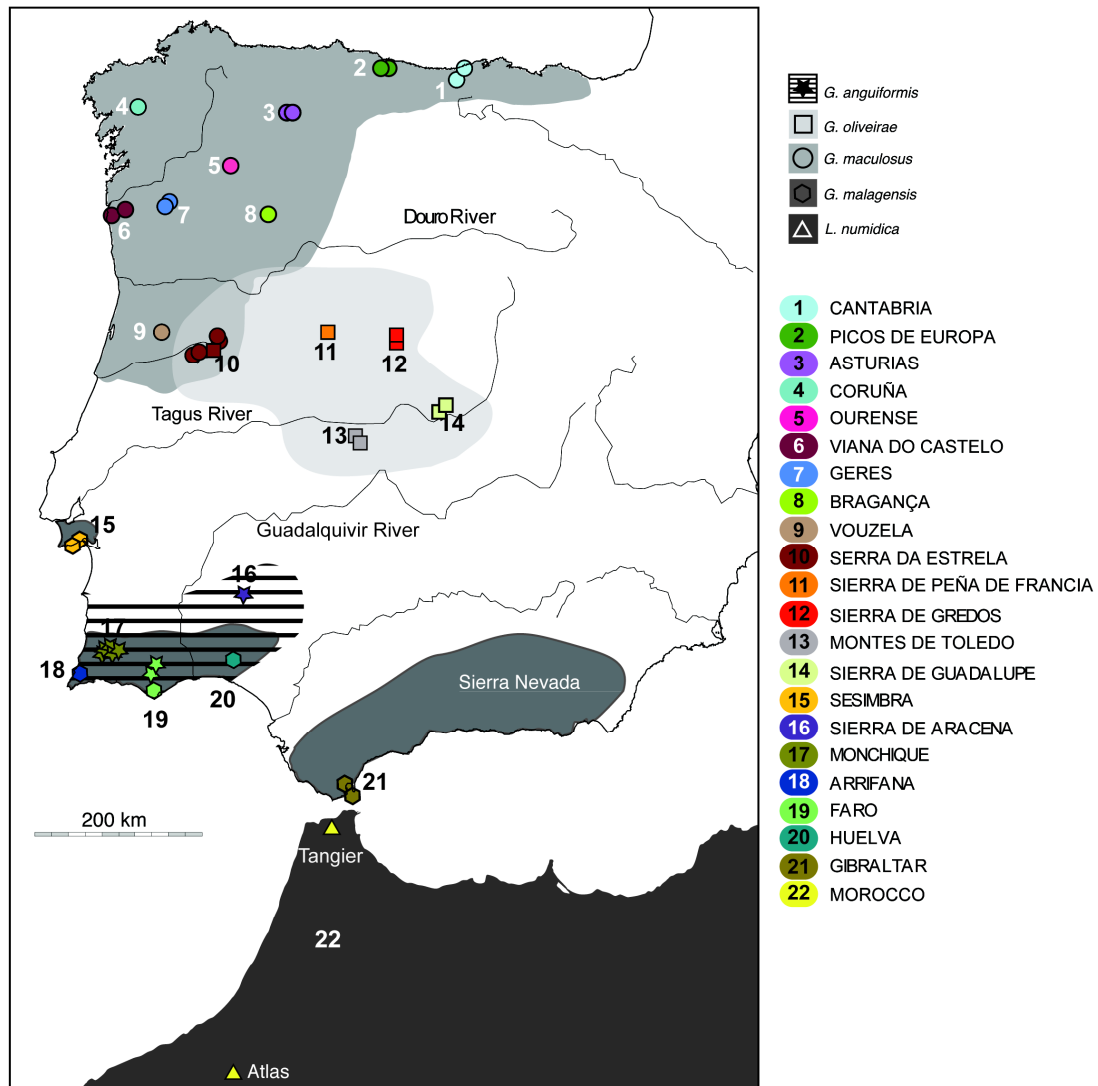 2
1
4
3
5
6
7
8
Douro River
9
10
11
12
Tagus River
13
14
15
Guadalquivir River
16
17
18
19
20
Sierra Nevada
21
200 km
Tangier
22
Atlas
G. anguiformis
G. oliveirae
G. maculosus
G. malagensis
L. numidica
1 CANTABRIA
2 PICOS DE EUROPA
3 ASTURIAS
4 CORUÑA
5 OURENSE
6 VIANA DO CASTELO
7 GERES
8 BRAGANÇA
9 VOUZELA
10 SERRA DA ESTRELA
11 SIERRA DE PEÑA DE FRANCIA
12 SIERRA DE GREDOS
13 MONTES DE TOLEDO
14 SIERRA DE GUADALUPE
15 SESIMBRA
16 SIERRA DE ARACENA
17 MONCHIQUE
18 ARRIFANA
19 FARO
20 HUELVA
21 GIBRALTAR
22 MOROCCO